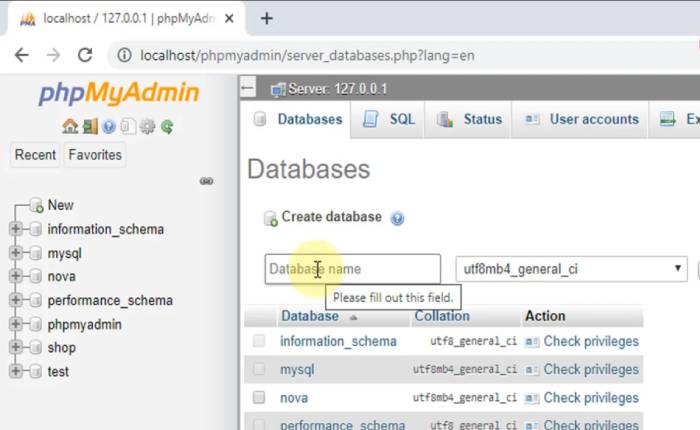 localhost / 127.0.0.1 | phpMyAdm
localhost/phpmyadmin/server_databases.php?lang=en
phpMyAdmin
Recent Favorites
New
information_schema
mysql
nova
performance_schema
phpmyadmin
shop
test
Server: 127.0.0.1
Databases SQL Status User accounts Ex
Databases
Create database
Database name utf8mb4_general_ci
Please fill out this field.
Database Collation Action
information_schema utf8_general_ci Check privileges
mysql utf8mb4_general_ci Check privileges
nova utf8mb4_general_ci Check privileges
performance_schema utf8_general_ci Check privileges